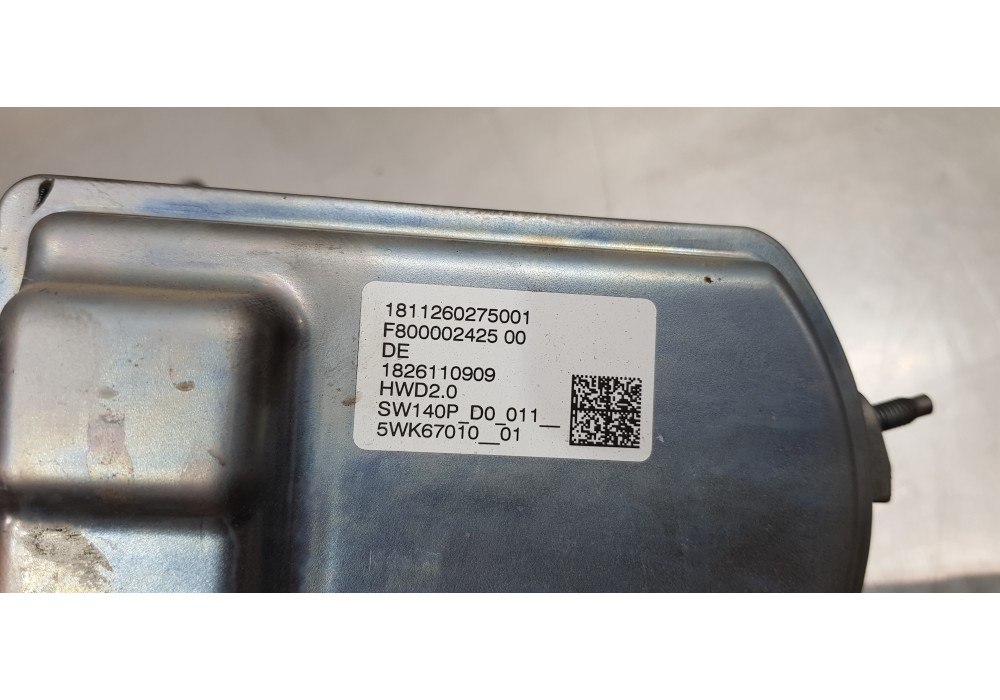 1811260275001
F800002425 00
DE
1826110909
HWD2.0
SW140P_D0_011__
5WK67010__01